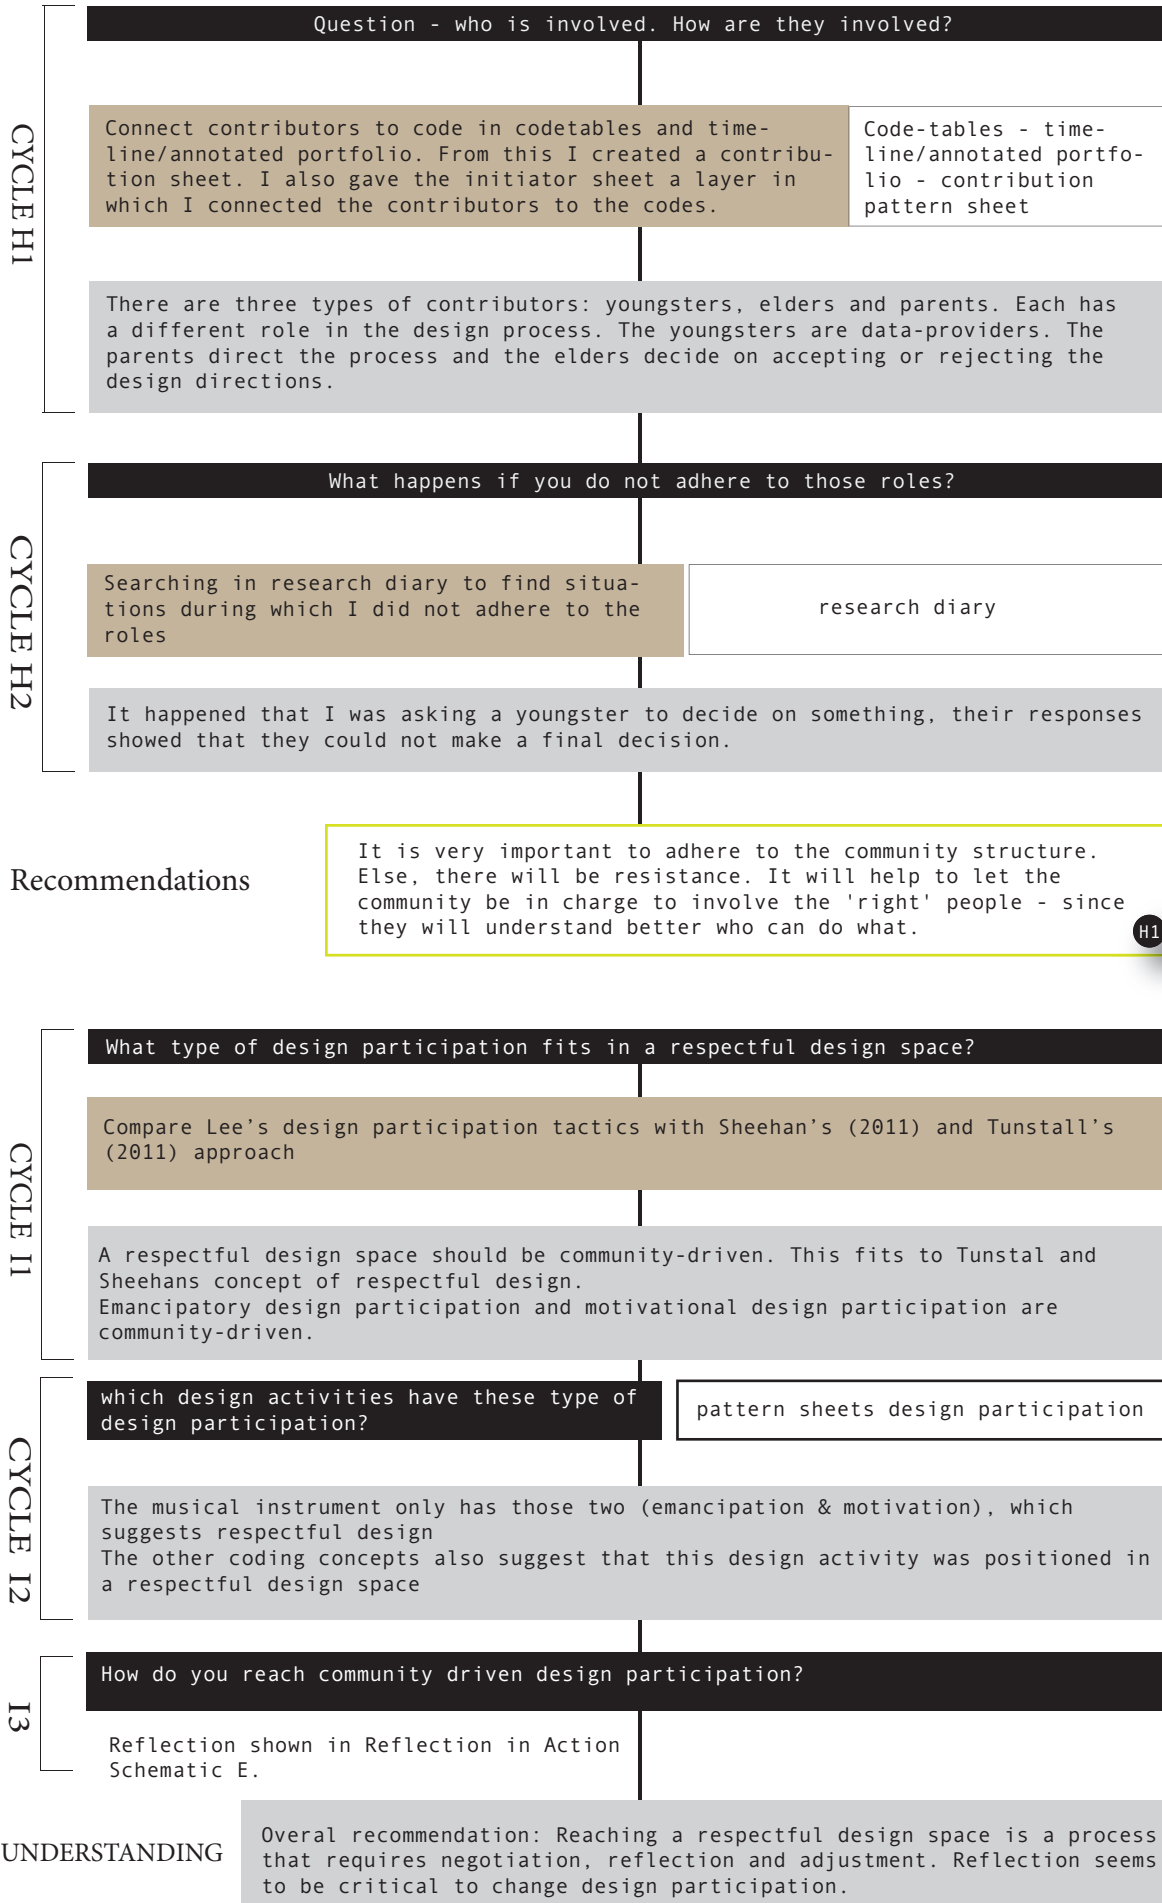 Question - who is involved. How are they involved?
CYCLE H1
Connect contributors to code in codetables and time-
line/annotated portfolio. From this I created a contribu-
tion sheet. I also gave the initiator sheet a layer in
which I connected the contributors to the codes.
Code-tables - time-
line/annotated portfo-
lio - contribution
pattern sheet
There are three types of contributors: youngsters, elders and parents. Each has
a different role in the design process. The youngsters are data-providers. The
parents direct the process and the elders decide on accepting or rejecting the
design directions.
What happens if you do not adhere to those roles?
CYCLE H2
Searching in research diary to find situa-
tions during which I did not adhere to the
roles
research diary
It happened that I was asking a youngster to decide on something, their responses
showed that they could not make a final decision.
Recommendations
It is very important to adhere to the community structure.
Else, there will be resistance. It will help to let the
community be in charge to involve the 'right' people - since
they will understand better who can do what.
H1
What type of design participation fits in a respectful design space?
CYCLE I1
Compare Lee’s design participation tactics with Sheehan’s (2011) and Tunstall’s
(2011) approach
A respectful design space should be community-driven. This fits to Tunstal and
Sheehans concept of respectful design.
Emancipatory design participation and motivational design participation are
community-driven.
which design activities have these type of
design participation?
pattern sheets design participation
CYCLE I2
The musical instrument only has those two (emancipation & motivation), which
suggests respectful design
The other coding concepts also suggest that this design activity was positioned in
a respectful design space
How do you reach community driven design participation?
I3
Reflection shown in Reflection in Action
Schematic E.
UNDERSTANDING
Overal recommendation: Reaching a respectful design space is a process
that requires negotiation, reflection and adjustment. Reflection seems
to be critical to change design participation.